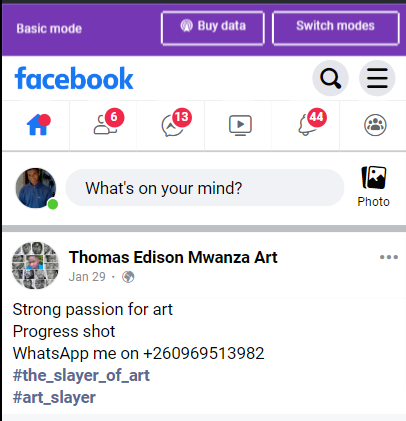 Basic mode
Buy data
Switch modes
facebook
6
13
44
What's on your mind?
Photo
Thomas Edison Mwanza Art
Jan 29 ·
Strong passion for art
Progress shot
WhatsApp me on +260969513982
#the_slayer_of_art
#art_slayer